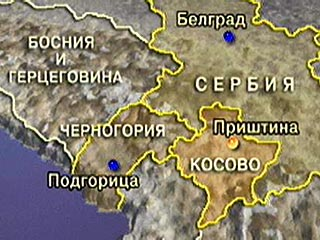 Белград
БОСНИЯ
И
ГЕРЦЕГОВИНА
СЕРБИЯ
ЧЕРНОГОРИЯ
Приштина
КОСОВО
Подгорица